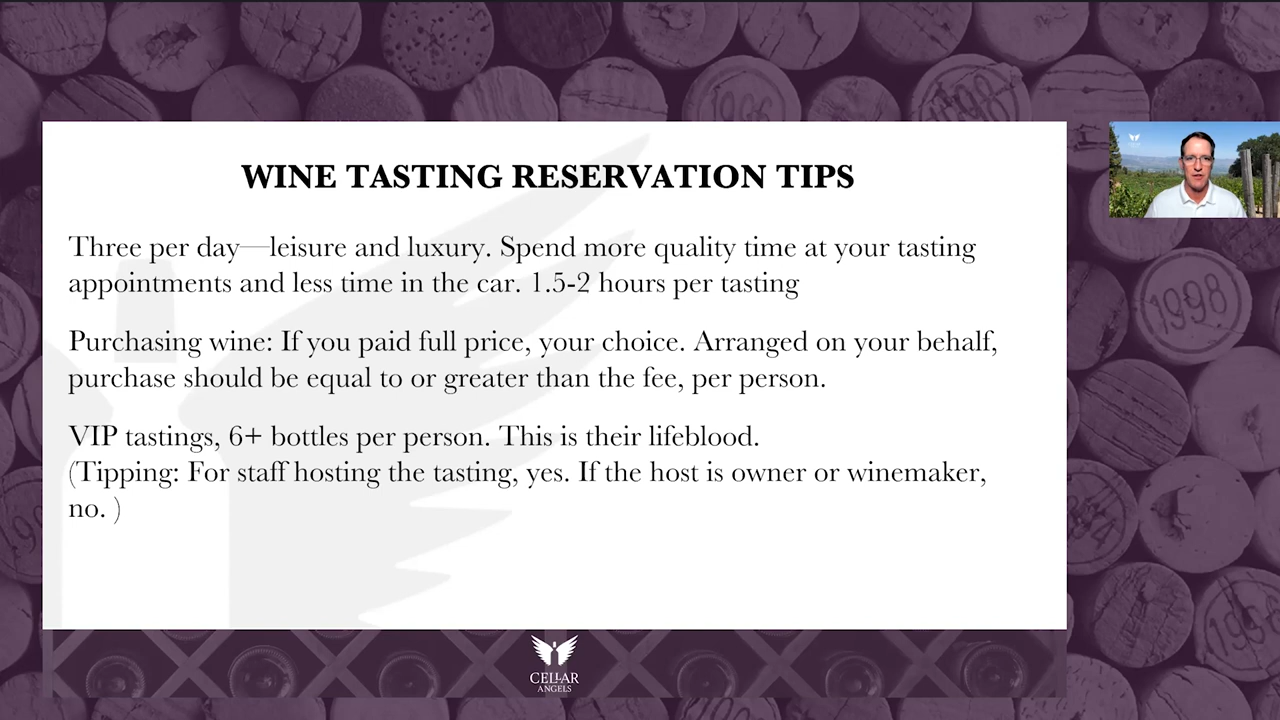 WINE TASTING RESERVATION TIPS
Three per day—leisure and luxury. Spend more quality time at your tasting
appointments and less time in the car. 1.5-2 hours per tasting
Purchasing wine: If you paid full price, your choice. Arranged on your behalf,
purchase should be equal to or greater than the fee, per person.
VIP tastings, 6+ bottles per person. This is their lifeblood.
(Tipping: For staff hosting the tasting, yes. If the host is owner or winemaker,
no. )
CELLAR
ANGELS
1998